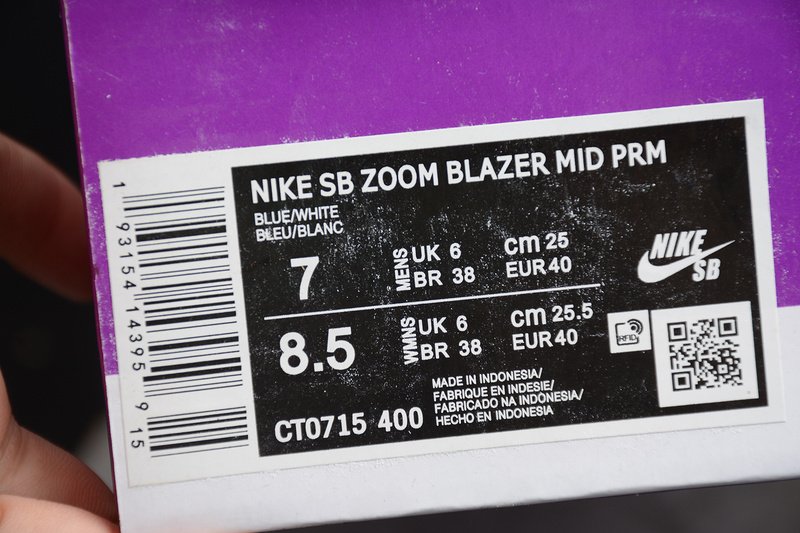 NIKE SB ZOOM BLAZER MID PRM
BLUE/WHITE
BLEU/BLANC
7
MENS
UK 6
BR 38
cm 25
EUR 40
8.5
WMNS
UK 6
BR 38
cm 25.5
EUR 40
CT0715 400
MADE IN INDONESIA/
FABRIQUE EN INDESIE/
FABRICADO NA INDONESIA/
HECHO EN INDONESIA
NIKE
SB
RFID
1 93154 14395 9 15